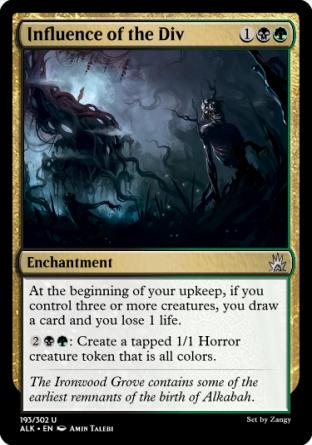 Influence of the Div 1
Enchantment
At the beginning of your upkeep, if you
control three or more creatures, you draw
a card and you lose 1 life.
2 : Create a tapped 1/1 Horror
creature token that is all colors.
The Ironwood Grove contains some of the
earliest remnants of the birth of Alkabah.
193/302 U Set by Zangy
ALK • EN Amin Talebi